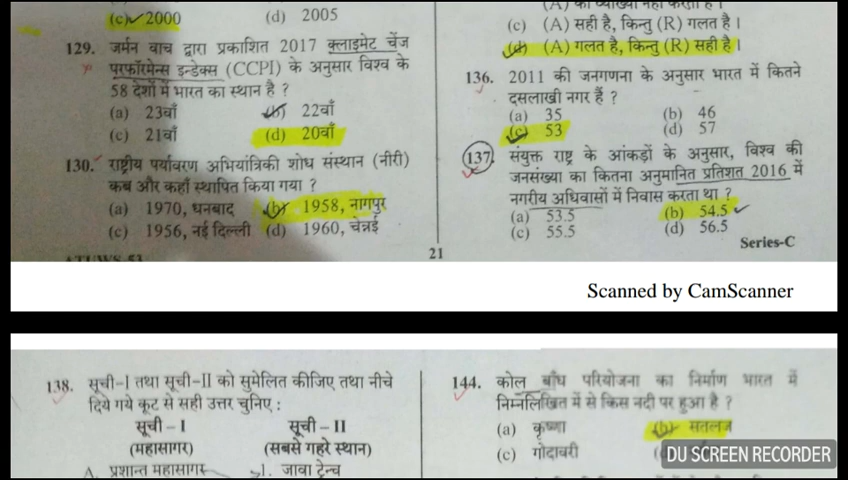 (c) 2000 (d) 2005
129. जर्मन वाच द्वारा प्रकाशित 2017 क्लाइमेट चेंज
परफॉरमेन्स इन्डेक्स (CCPI) के अनुसार विश्व के
58 देशों में भारत का स्थान है ?
(a) 23वाँ (b) 22वाँ
(c) 21वाँ (d) 20वाँ
130. राष्ट्रीय पर्यावरण अभियांत्रिकी शोध संस्थान (नीरी)
कब और कहाँ स्थापित किया गया ?
(a) 1970, धनबाद (b) 1958, नागपुर
(c) 1956, नई दिल्ली (d) 1960, चेन्नई
(A) की व्याख्या नहीं करता है ।
(c) (A) सही है, किन्तु (R) गलत है ।
(d) (A) गलत है, किन्तु (R) सही है ।
136. 2011 की जनगणना के अनुसार भारत में कितने
दसलाखी नगर हैं ?
(a) 35 (b) 46
(c) 53 (d) 57
137. संयुक्त राष्ट्र के आंकड़ों के अनुसार, विश्व की
जनसंख्या का कितना अनुमानित प्रतिशत 2016 में
नगरीय अधिवासों में निवास करता था ?
(a) 53.5 (b) 54.5
(c) 55.5 (d) 56.5
21
Series-C
Scanned by CamScanner
138. सूची-I तथा सूची-II को सुमेलित कीजिए तथा नीचे
दिये गये कूट से सही उत्तर चुनिए :
सूची – I सूची – II
(महासागर) (सबसे गहरे स्थान)
A. प्रशान्त महासागर 1. जावा ट्रेन्च
144. कोल बाँध परियोजना का निर्माण भारत में
निम्नलिखित में से किस नदी पर हुआ है ?
(a) कृष्णा (b) सतलज
(c) गोदावरी
DU SCREEN RECORDER